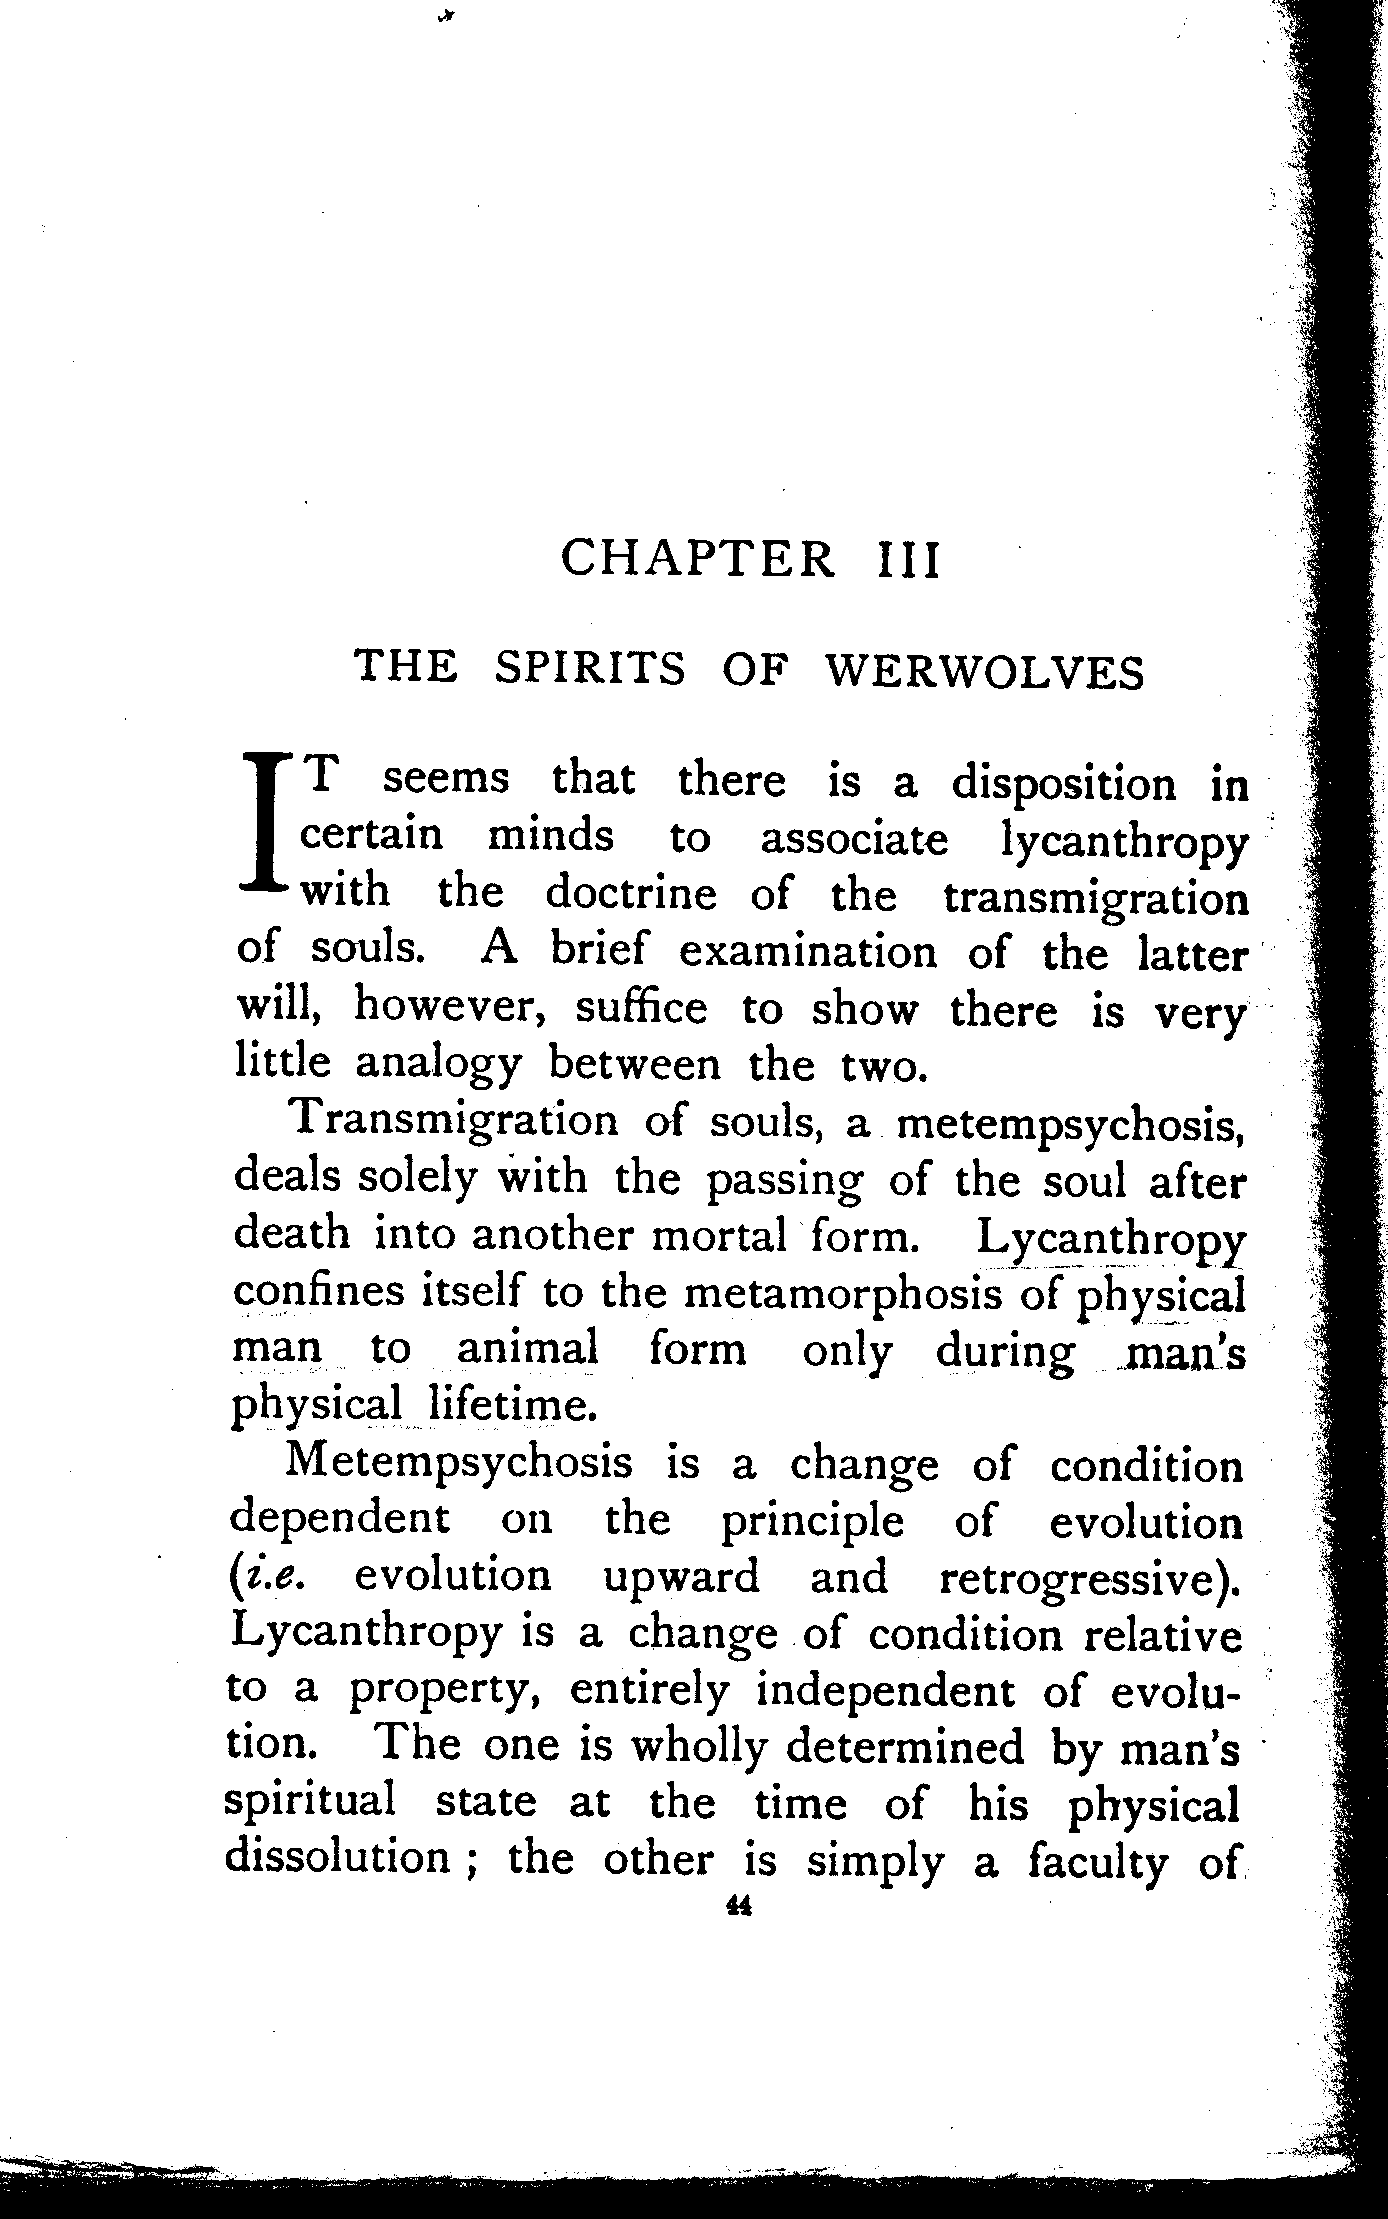 CHAPTER III
THE SPIRITS OF WERWOLVES
IT seems that there is a disposition in
certain minds to associate lycanthropy
with the doctrine of the transmigration
of souls. A brief examination of the latter
will, however, suffice to show there is very
little analogy between the two.
Transmigration of souls, a metempsychosis,
deals solely with the passing of the soul after
death into another mortal form. Lycanthropy
confines itself to the metamorphosis of physical
man to animal form only during man's
physical lifetime.
Metempsychosis is a change of condition
dependent on the principle of evolution
(i.e. evolution upward and retrogressive).
Lycanthropy is a change of condition relative
to a property, entirely independent of evolu-
tion. The one is wholly determined by man's
spiritual state at the time of his physical
dissolution ; the other is simply a faculty of
44